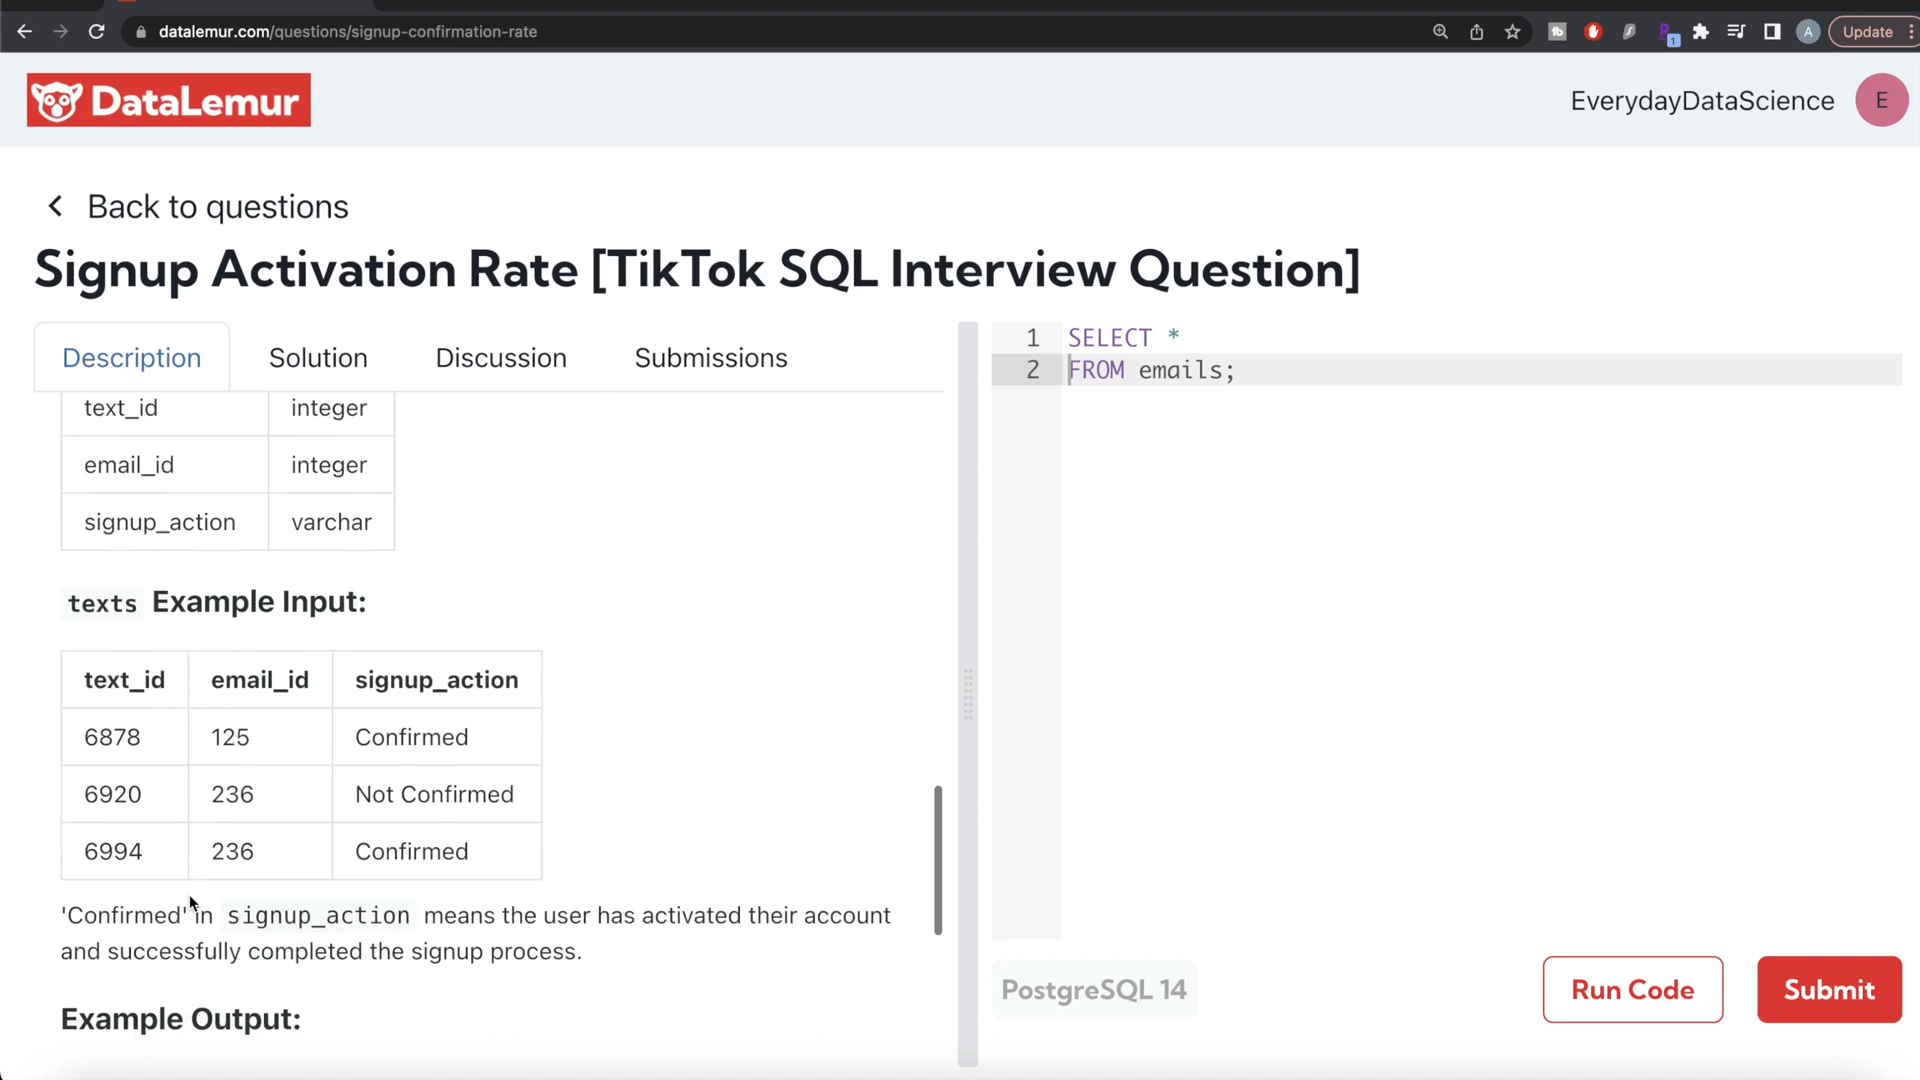 datalemur.com/questions/signup-confirmation-rate
1
A
Update
DataLemur
EverydayDataScience
E
Back to questions
Signup Activation Rate [TikTok SQL Interview Question]
Description Solution Discussion Submissions
text_id integer
email_id integer
signup_action varchar
texts Example Input:
text_id email_id signup_action
6878 125 Confirmed
6920 236 Not Confirmed
6994 236 Confirmed
'Confirmed' in signup_action means the user has activated their account
and successfully completed the signup process.
Example Output:
1 SELECT *
2 FROM emails;
PostgreSQL 14
Run Code
Submit